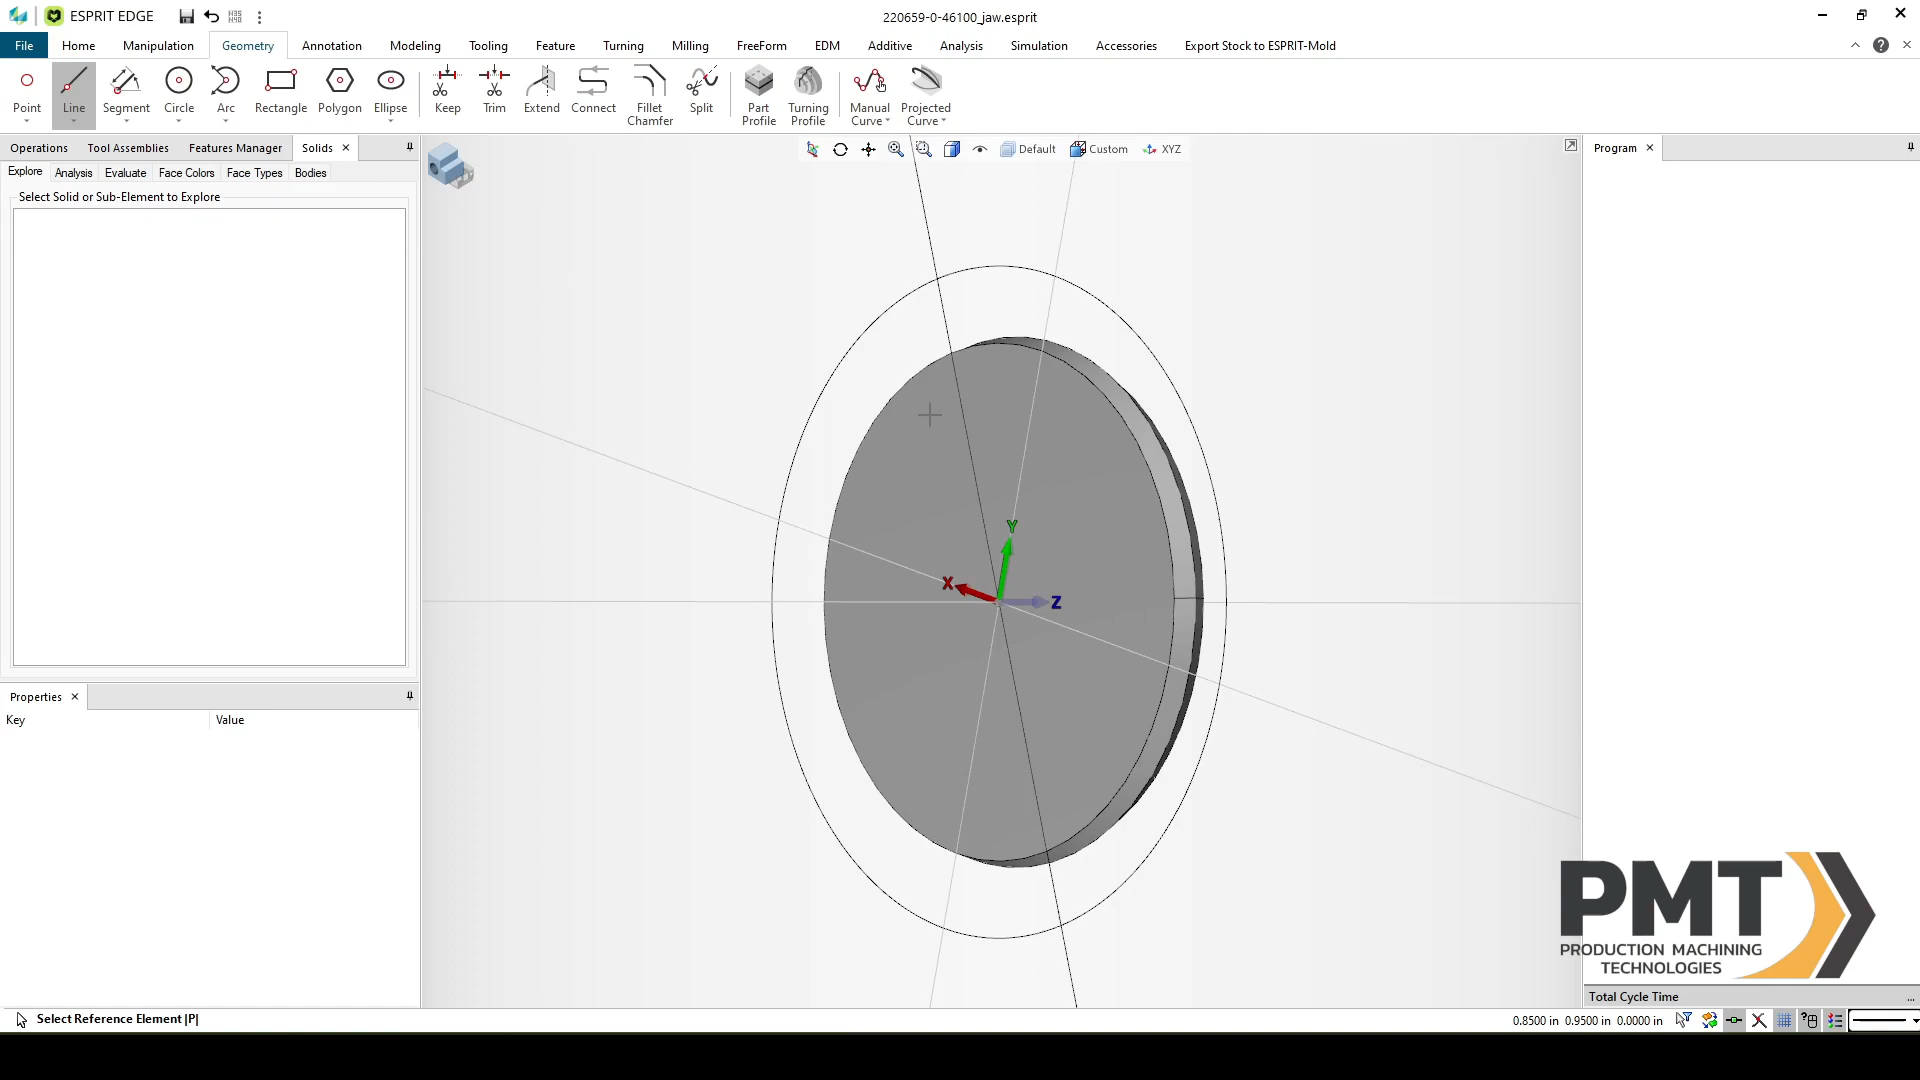 ESPRIT EDGE
220659-0-46100_jaw.esprit
File Home Manipulation Geometry Annotation Modeling Tooling Feature Turning Milling FreeForm EDM Additive Analysis Simulation Accessories Export Stock to ESPRIT-Mold
Point Line Segment Circle Arc Rectangle Polygon Ellipse Keep Trim Extend Connect Fillet Chamfer Split Part Profile Turning Profile Manual Curve Projected Curve
Operations Tool Assemblies Features Manager Solids
Explore Analysis Evaluate Face Colors Face Types Bodies
Select Solid or Sub-Element to Explore
Default Custom XYZ
Program
Y
X
Z
Properties
Key Value
PMT
PRODUCTION MACHINING
TECHNOLOGIES
Total Cycle Time ...
Select Reference Element |P|
0.8500 in 0.9500 in 0.0000 in